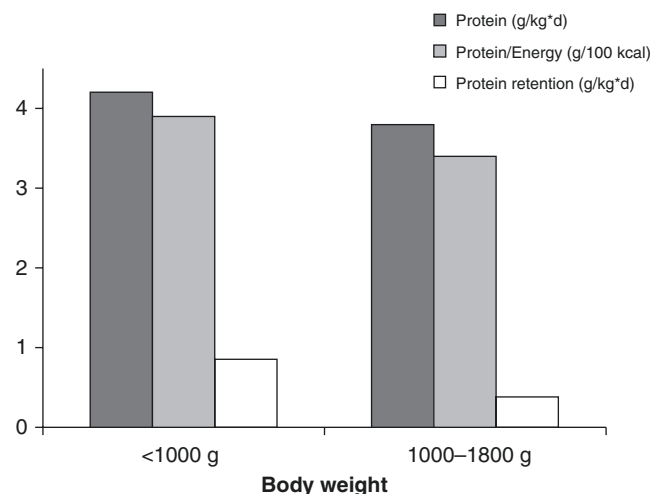 Protein (g/kg*d)
Protein/Energy (g/100 kcal)
Protein retention (g/kg*d)
4
3
2
1
0
<1000 g
1000–1800 g
Body weight